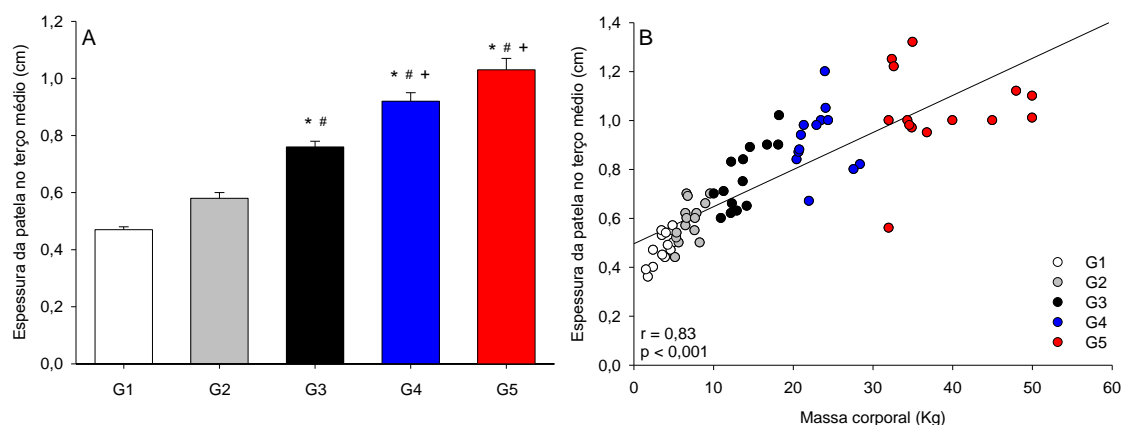 A
Espessura da patela no terço médio (cm)
1,2
1,0
0,8
0,6
0,4
0,2
0,0
* #
* # +
* # +
G1 G2 G3 G4 G5
B
Espessura da patela no terço médio (cm)
1,4
1,2
1,0
0,8
0,6
0,4
0,2
0,0
G1
G2
G3
G4
G5
r = 0,83
p < 0,001
0 10 20 30 40 50 60
Massa corporal (Kg)